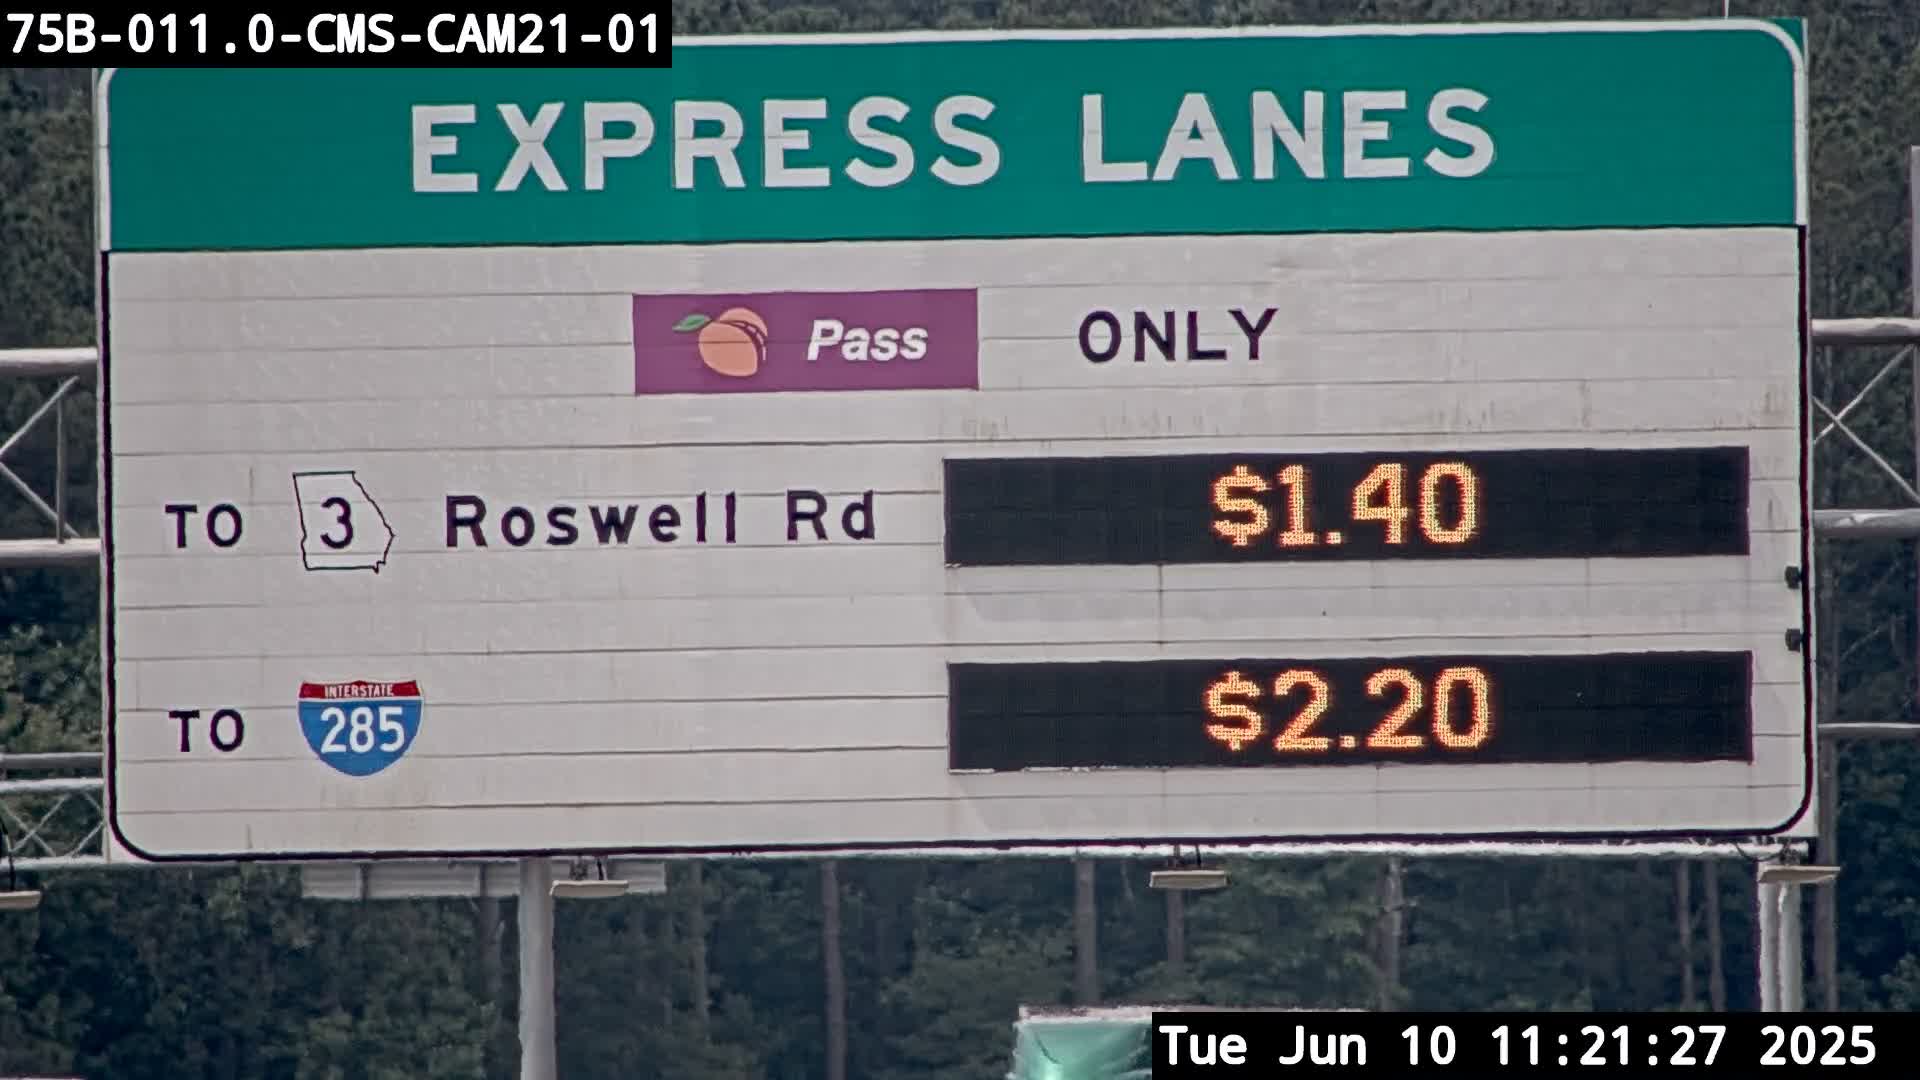 75B-011.0-CMS-CAM21-01
EXPRESS LANES
Pass ONLY
TO 3 Roswell Rd $1.40
INTERSTATE
TO 285 $2.20
Tue Jun 10 11:21:27 2025